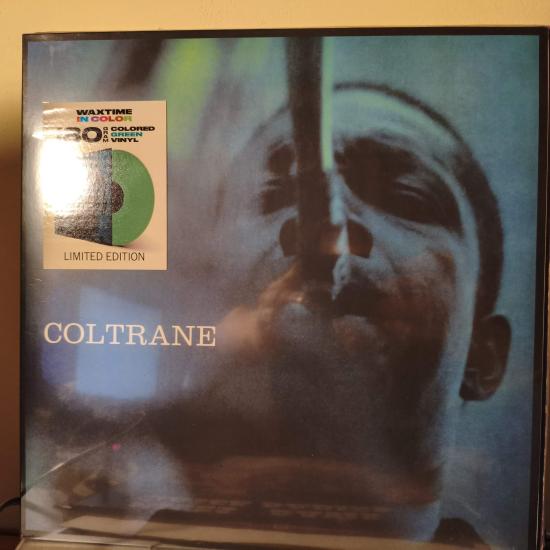 WAXTIME
IN COLOR
180 GRAM COLORED GREEN VINYL
LIMITED EDITION
COLTRANE